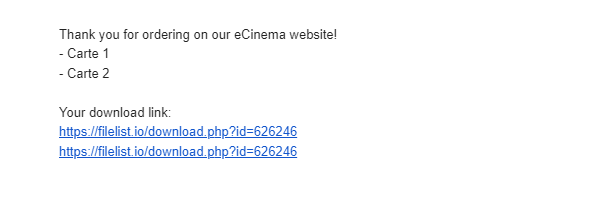 Thank you for ordering on our eCinema website!
- Carte 1
- Carte 2
Your download link:
https://filelist.io/download.php?id=626246
https://filelist.io/download.php?id=626246